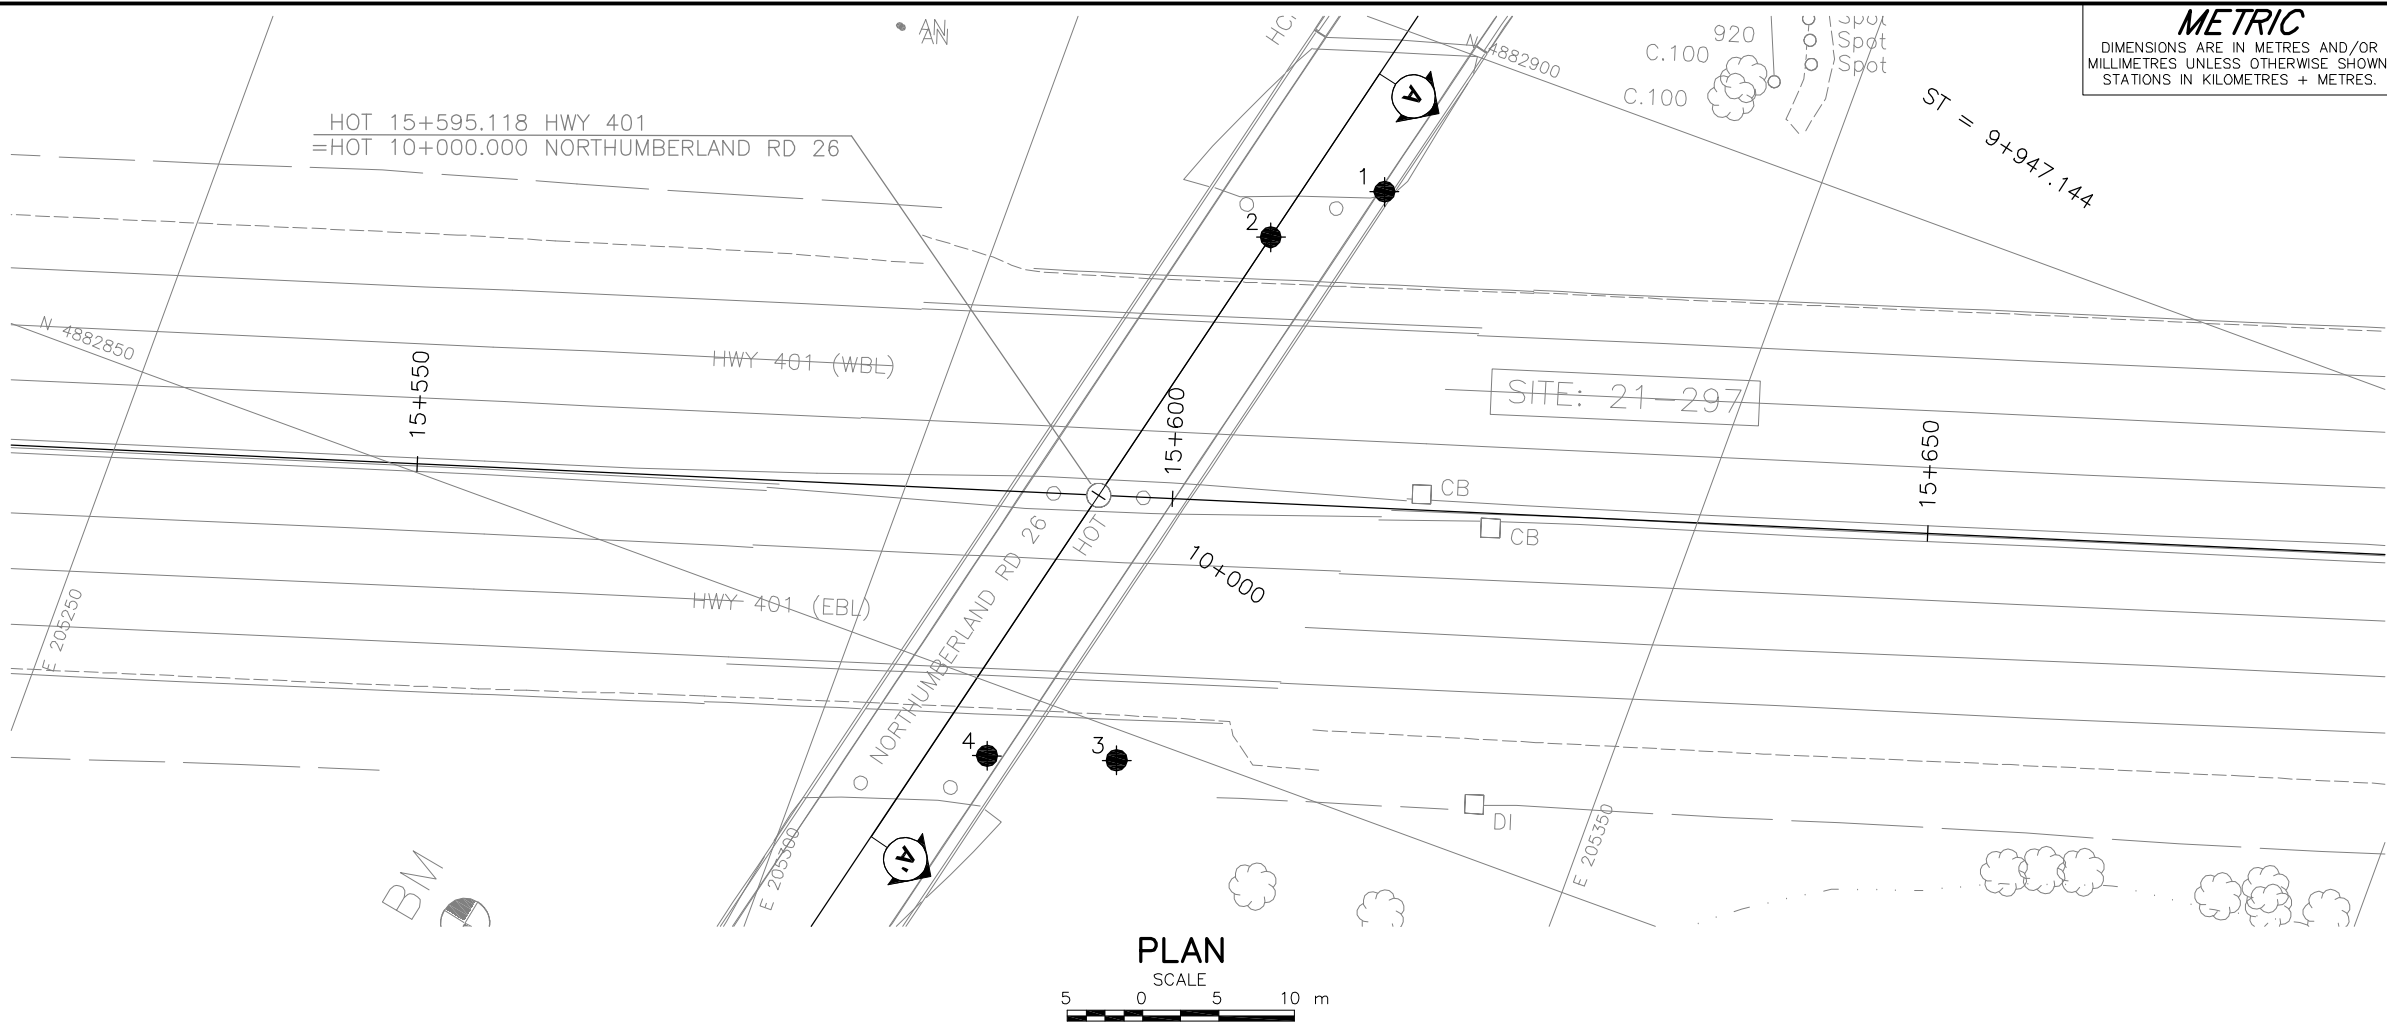 METRIC
DIMENSIONS ARE IN METRES AND/OR
MILLIMETRES UNLESS OTHERWISE SHOWN
STATIONS IN KILOMETRES + METRES.
AN
AN
N 4882900
920
C.100
C.100
Spot
Spot
Spot
ST = 9+947.144
A
HOT 15+595.118 HWY 401
=HOT 10+000.000 NORTHUMBERLAND RD 26
1
2
N 4882850
15+550
HWY 401 (WBL)
15+600
SITE: 21-297
15+650
CB
CB
NORTHUMBERLAND RD 26
HOT
10+000
E 205250
HWY 401 (EBL)
4
3
A'
E 205300
E 205350
DI
BM
PLAN
SCALE
5 0 5 10 m